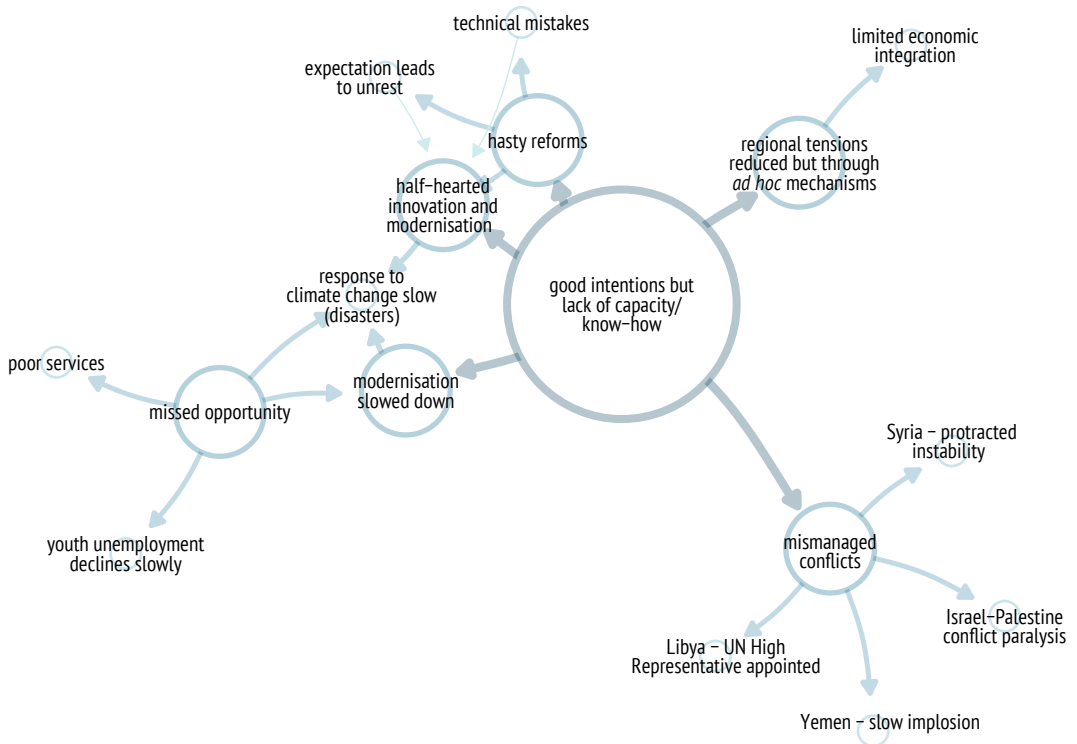 technical mistakes
limited economic
integration
expectation leads
to unrest
hasty reforms
regional tensions
reduced but through
ad hoc mechanisms
half-hearted
innovation and
modernisation
response to
climate change slow
(disasters)
good intentions but
lack of capacity/
know-how
poor services
modernisation
slowed down
missed opportunity
Syria – protracted
instability
youth unemployment
declines slowly
mismanaged
conflicts
Israel–Palestine
conflict paralysis
Libya – UN High
Representative appointed
Yemen – slow implosion